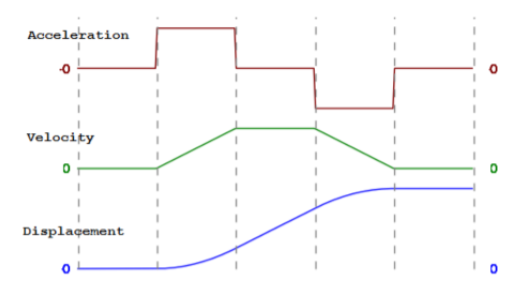 Acceleration
0 0
Velocity
0 0
Displacement
0 0